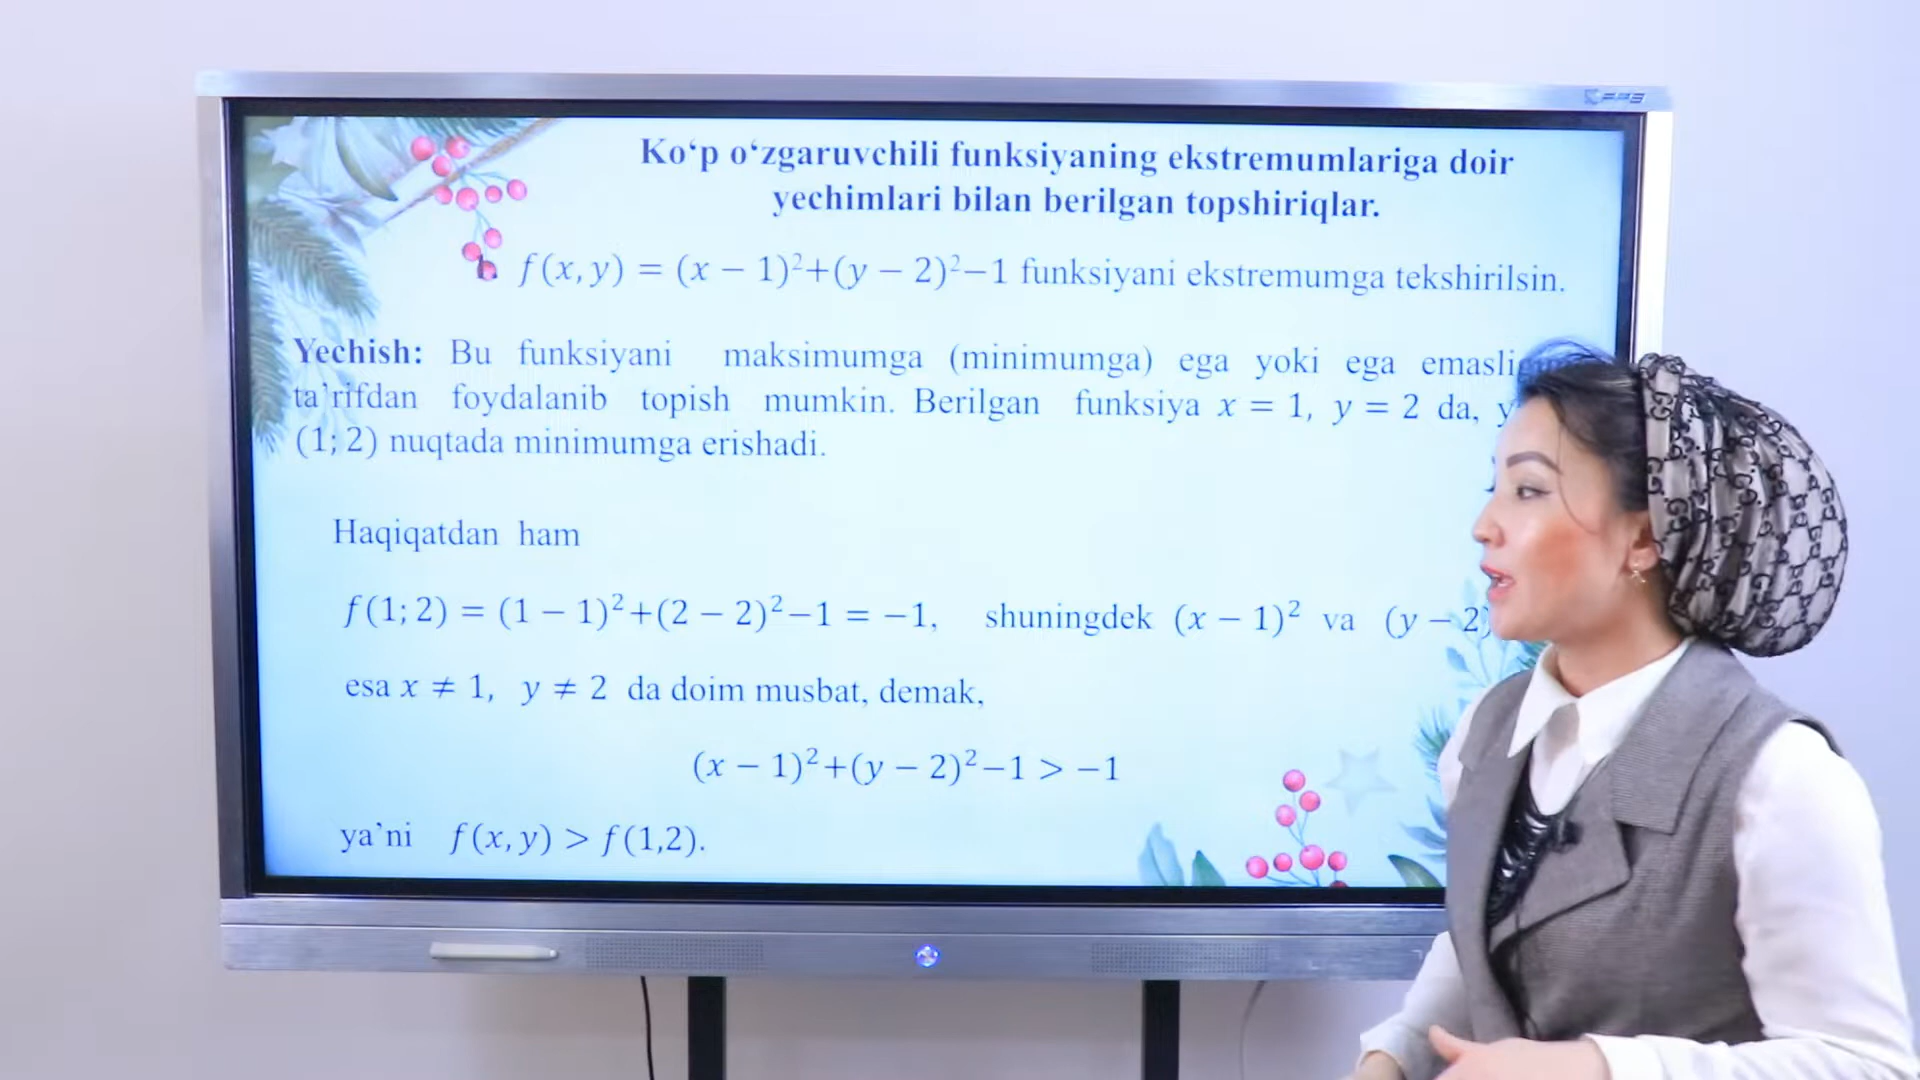 Ko‘p o‘zgaruvchili funksiyaning ekstremumlariga doir
yechimlari bilan berilgan topshiriqlar.
f(x, y) = (x − 1)²+(y − 2)²−1 funksiyani ekstremumga tekshirilsin.
Yechish: Bu funksiyani maksimumga (minimumga) ega yoki ega
ta’rifdan foydalanib topish mumkin. Berilgan funksiya x = 1, y = 2 da,
(1; 2) nuqtada minimumga erishadi.
Haqiqatdan ham
f(1; 2) = (1 − 1)²+(2 − 2)²−1 = −1, shuningdek (x − 1)² va (y − 2)
esa x ≠ 1, y ≠ 2 da doim musbat, demak,
(x − 1)²+(y − 2)²−1 > −1
ya’ni f(x, y) > f(1,2).